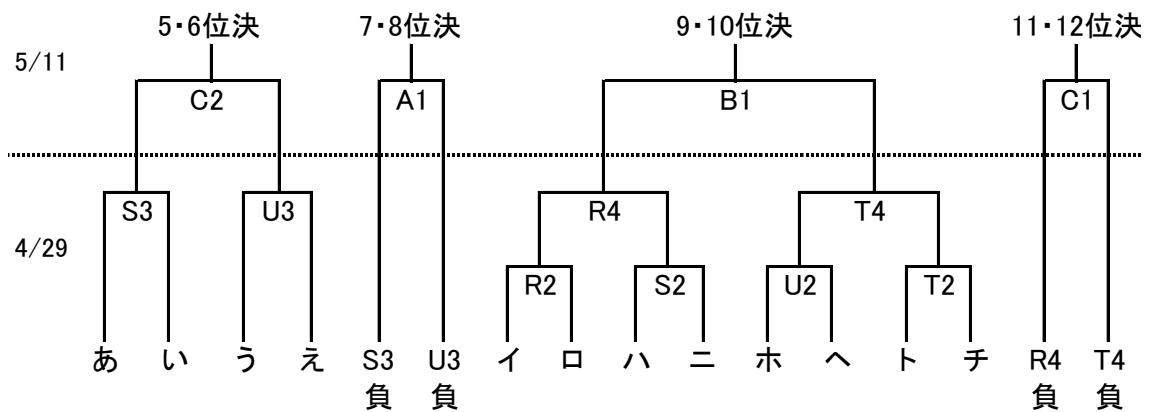 5・6位決 7・8位決 9・10位決 11・12位決
5/11
C2 A1 B1 C1
S3 U3 R4 T4
4/29
R2 S2 U2 T2
あ い う え S3 U3 イ ロ ハ ニ ホ ヘ ト チ R4 T4
負 負 負 負